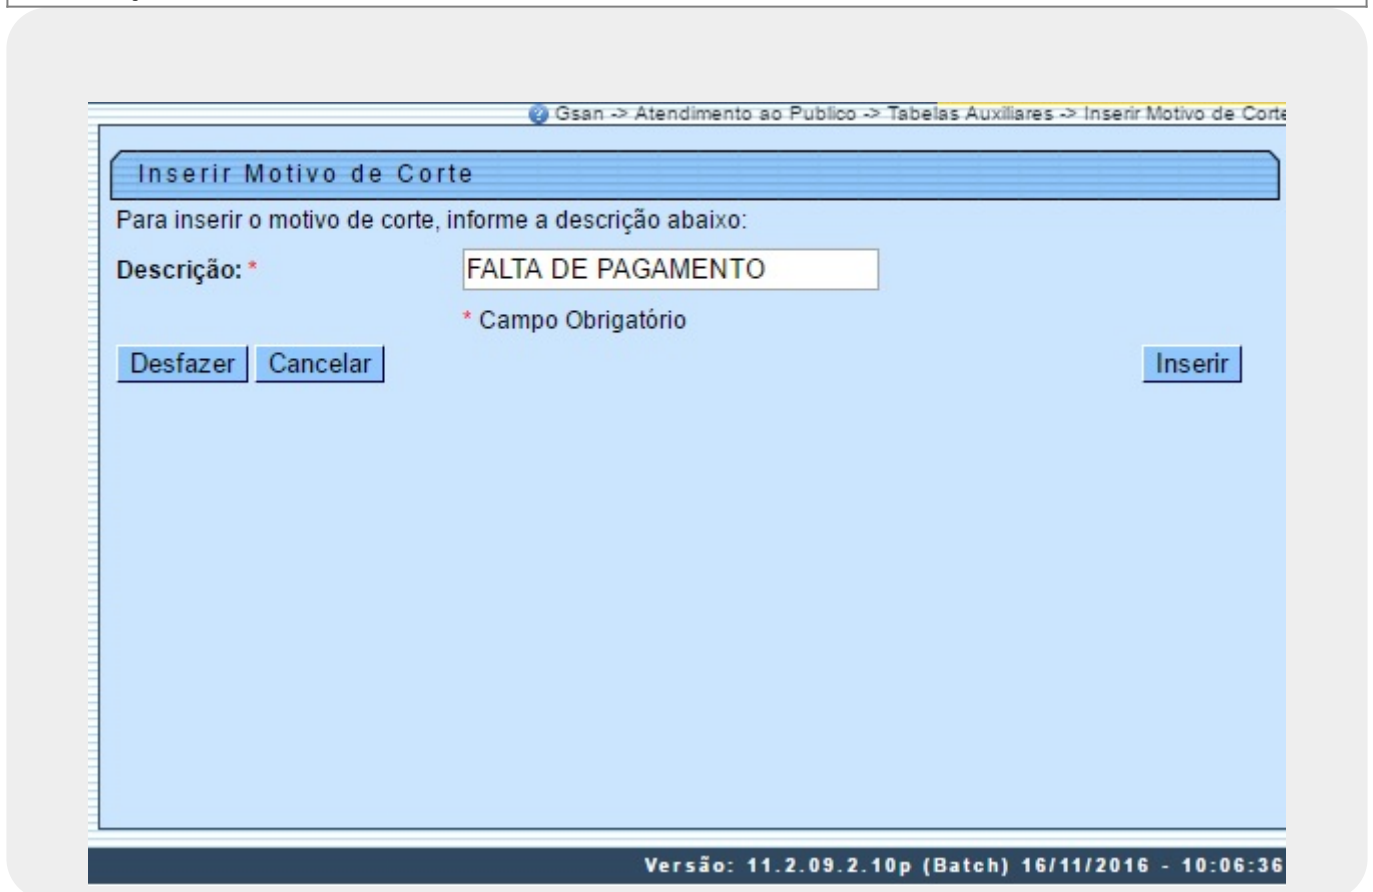 Gsan -> Atendimento ao Publico -> Tabelas Auxiliares -> Inserir Motivo de Corte
Inserir Motivo de Corte
Para inserir o motivo de corte, informe a descrição abaixo:
Descrição: * FALTA DE PAGAMENTO
* Campo Obrigatório
Desfazer Cancelar Inserir
Versão: 11.2.09.2.10p (Batch) 16/11/2016 - 10:06:36